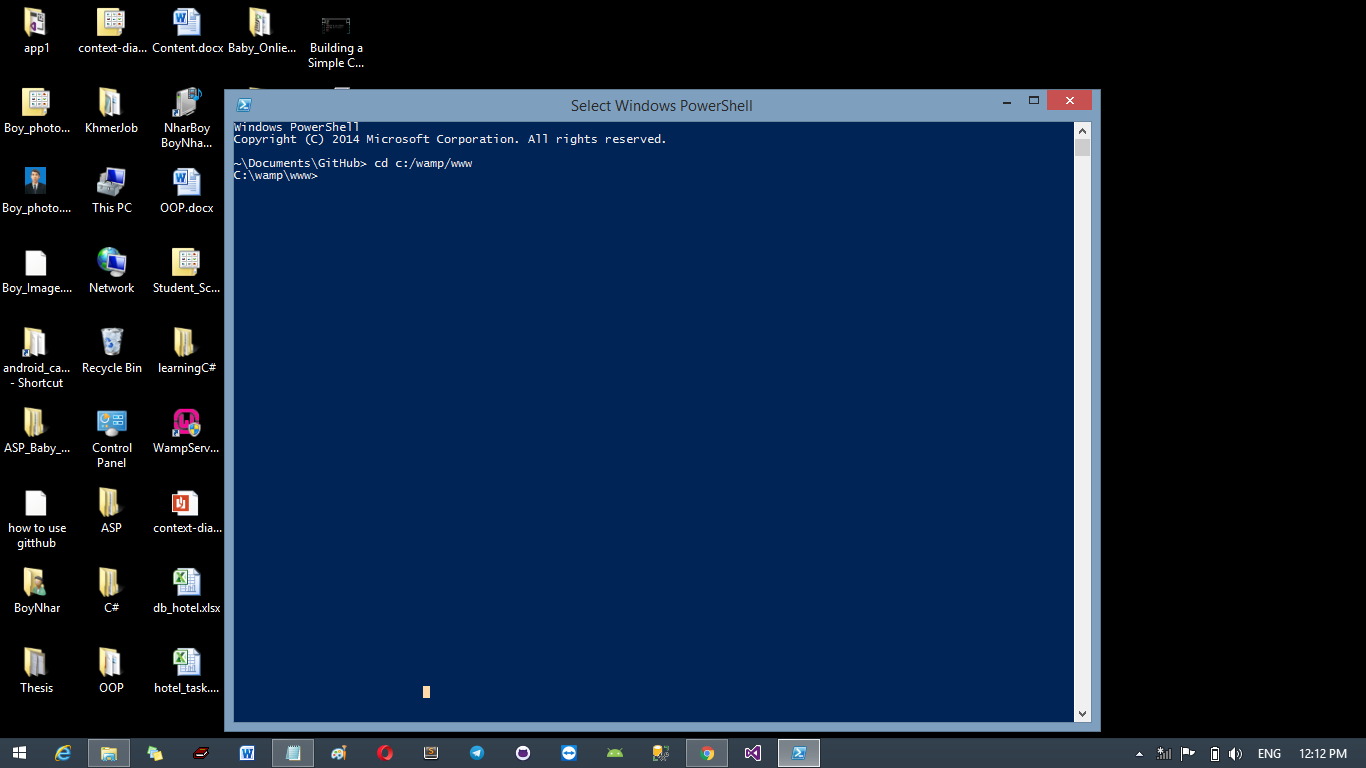 app1
context-dia...
Content.docx
Baby_Onlie...
Building a
Simple C...
Boy_photo...
KhmerJob
NharBoy
BoyNha...
Boy_photo....
This PC
OOP.docx
Boy_Image....
Network
Student_Sc...
android_ca...
- Shortcut
Recycle Bin
learningC#
ASP_Baby_...
Control
Panel
WampServ...
how to use
gitthub
ASP
context-dia...
BoyNhar
C#
db_hotel.xlsx
Thesis
OOP
hotel_task....
Select Windows PowerShell
Windows PowerShell
Copyright (C) 2014 Microsoft Corporation. All rights reserved.
~\Documents\GitHub> cd c:/wamp/www
C:\wamp\www>
ENG
12:12 PM